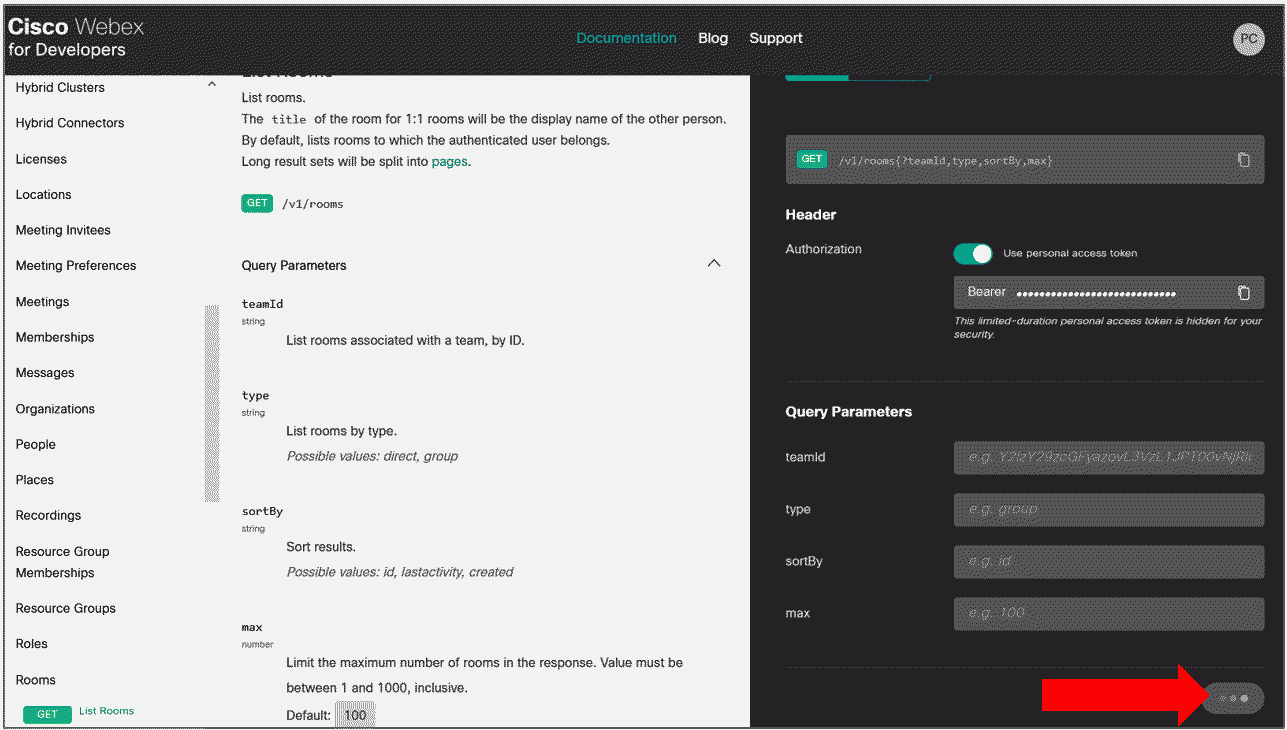 Cisco Webex
for Developers
Documentation
Blog
Support
PC
Hybrid Clusters
Hybrid Connectors
Licenses
Locations
Meeting Invitees
Meeting Preferences
Meetings
Memberships
Messages
Organizations
People
Places
Recordings
Resource Group
Memberships
Resource Groups
Roles
Rooms
GET List Rooms
List Rooms
List rooms.
The title of the room for 1:1 rooms will be the display name of the other person.
By default, lists rooms to which the authenticated user belongs.
Long result sets will be split into pages.
GET /v1/rooms
Query Parameters
teamId
string
List rooms associated with a team, by ID.
type
string
List rooms by type.
Possible values: direct, group
sortBy
string
Sort results.
Possible values: id, lastactivity, created
max
number
Limit the maximum number of rooms in the response. Value must be
between 1 and 1000, inclusive.
Default: 100
GET /v1/rooms{?teamId,type,sortBy,max}
Header
Authorization
Use personal access token
Bearer
This limited-duration personal access token is hidden for your
security.
Query Parameters
teamId
e.g.
type
e.g. group
sortBy
e.g. id
max
e.g. 100